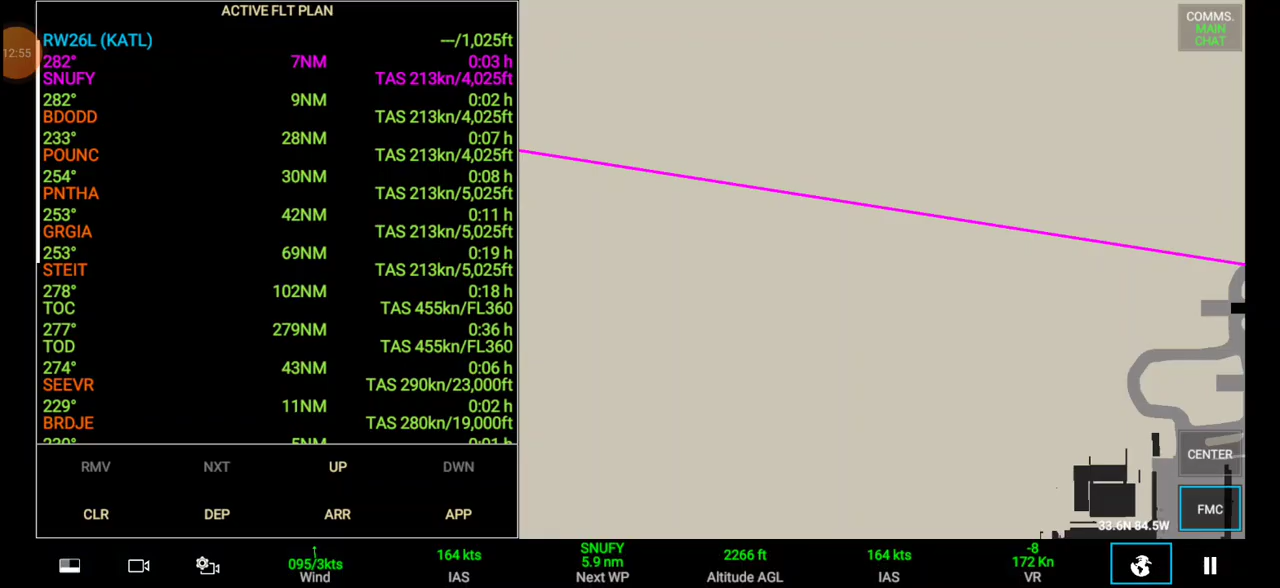 ACTIVE FLT PLAN
RW26L (KATL) ---/1,025ft
282° 7NM 0:03 h
SNUFY TAS 213kn/4,025ft
282° 9NM 0:02 h
BDODD TAS 213kn/4,025ft
233° 28NM 0:07 h
POUNC TAS 213kn/4,025ft
254° 30NM 0:08 h
PNTHA TAS 213kn/5,025ft
253° 42NM 0:11 h
GRGIA TAS 213kn/5,025ft
253° 69NM 0:19 h
STEIT TAS 213kn/5,025ft
278° 102NM 0:18 h
TOC TAS 455kn/FL360
277° 279NM 0:36 h
TOD TAS 455kn/FL360
274° 43NM 0:06 h
SEEVR TAS 290kn/23,000ft
229° 11NM 0:02 h
BRDJE TAS 280kn/19,000ft
5NM 0:01 h
RMV NXT UP DWN
CLR DEP ARR APP
12:55
COMMS.
MAIN
CHAT
CENTER
FMC
33.6N 84.5W
095/3kts
Wind
164 kts
IAS
SNUFY
5.9 nm
Next WP
2266 ft
Altitude AGL
164 kts
IAS
-8
172 Kn
VR